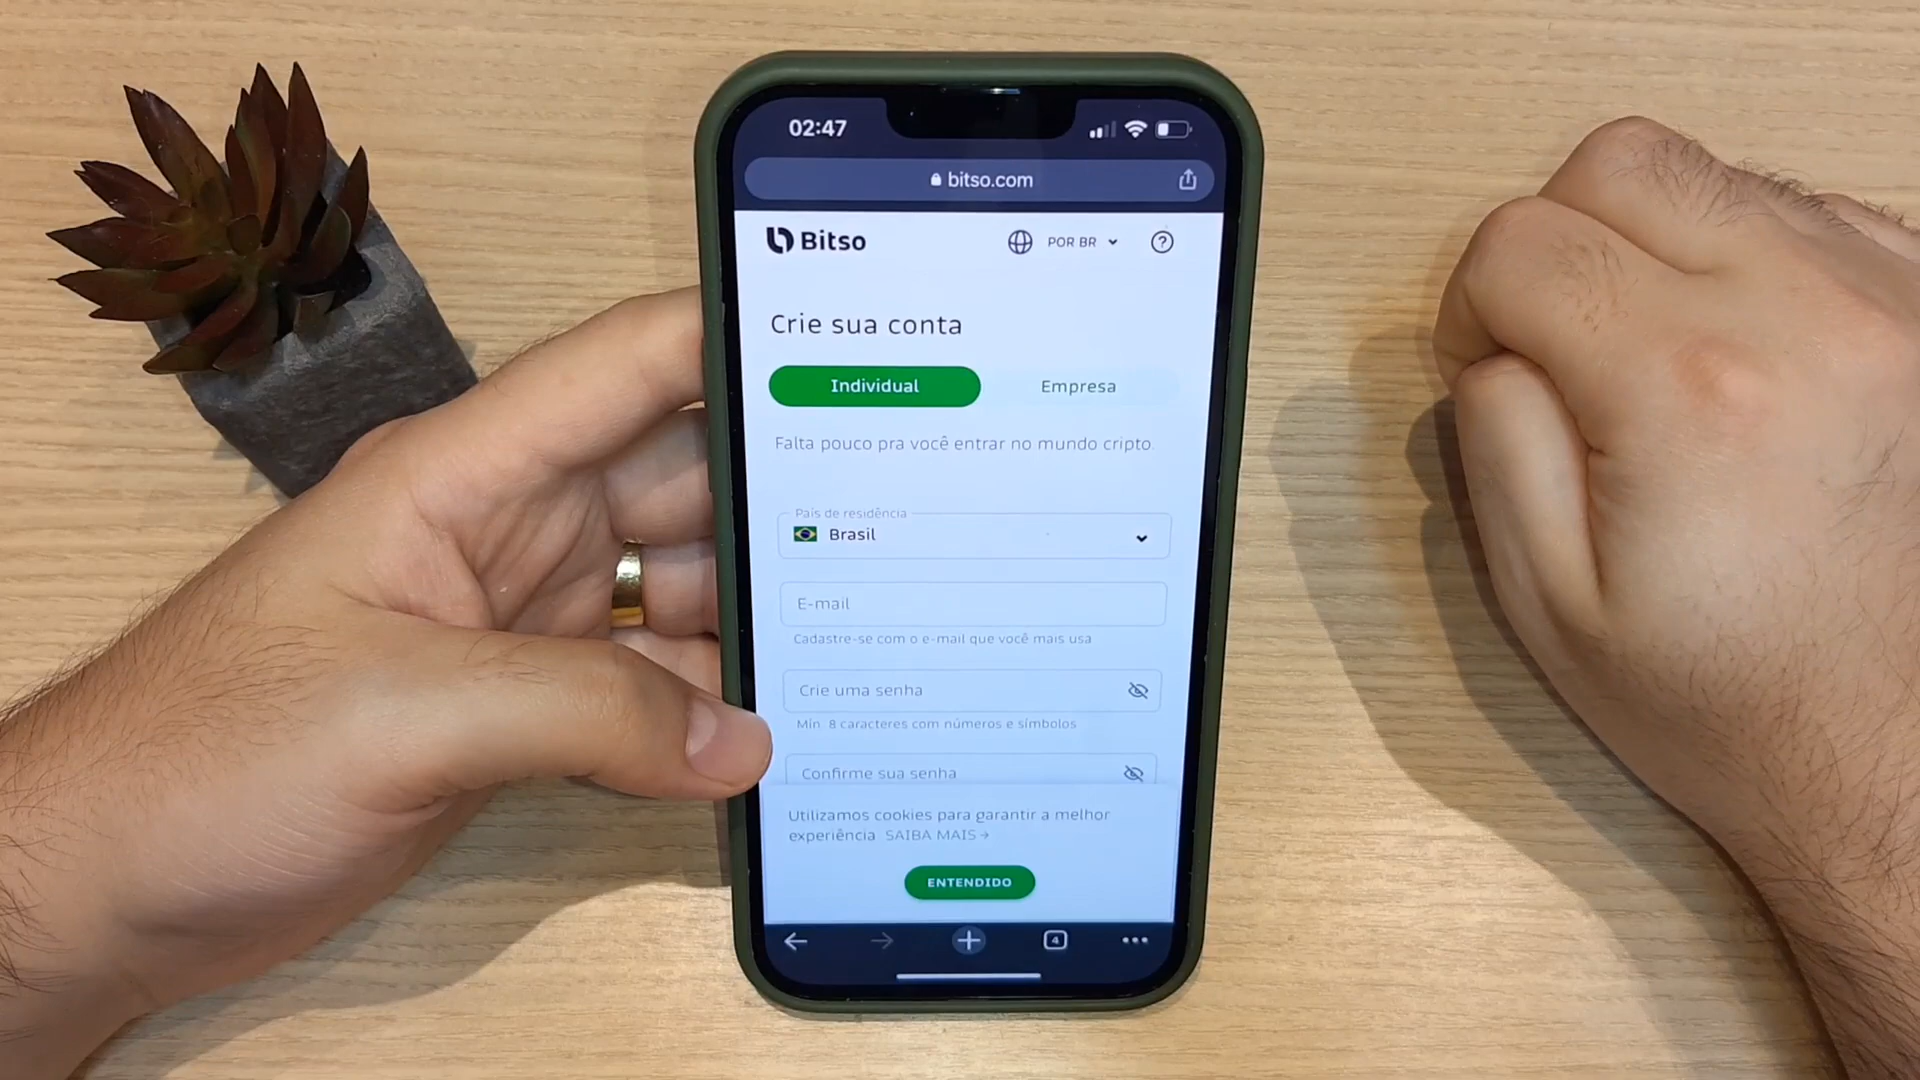 02:47
bitso.com
Bitso
POR BR
?
Crie sua conta
Individual
Empresa
Falta pouco pra você entrar no mundo cripto.
País de residência
Brasil
E-mail
Cadastre-se com o e-mail que você mais usa
Crie uma senha
Mín. 8 caracteres com números e símbolos
Confirme sua senha
Utilizamos cookies para garantir a melhor
experiência SAIBA MAIS →
ENTENDIDO
4